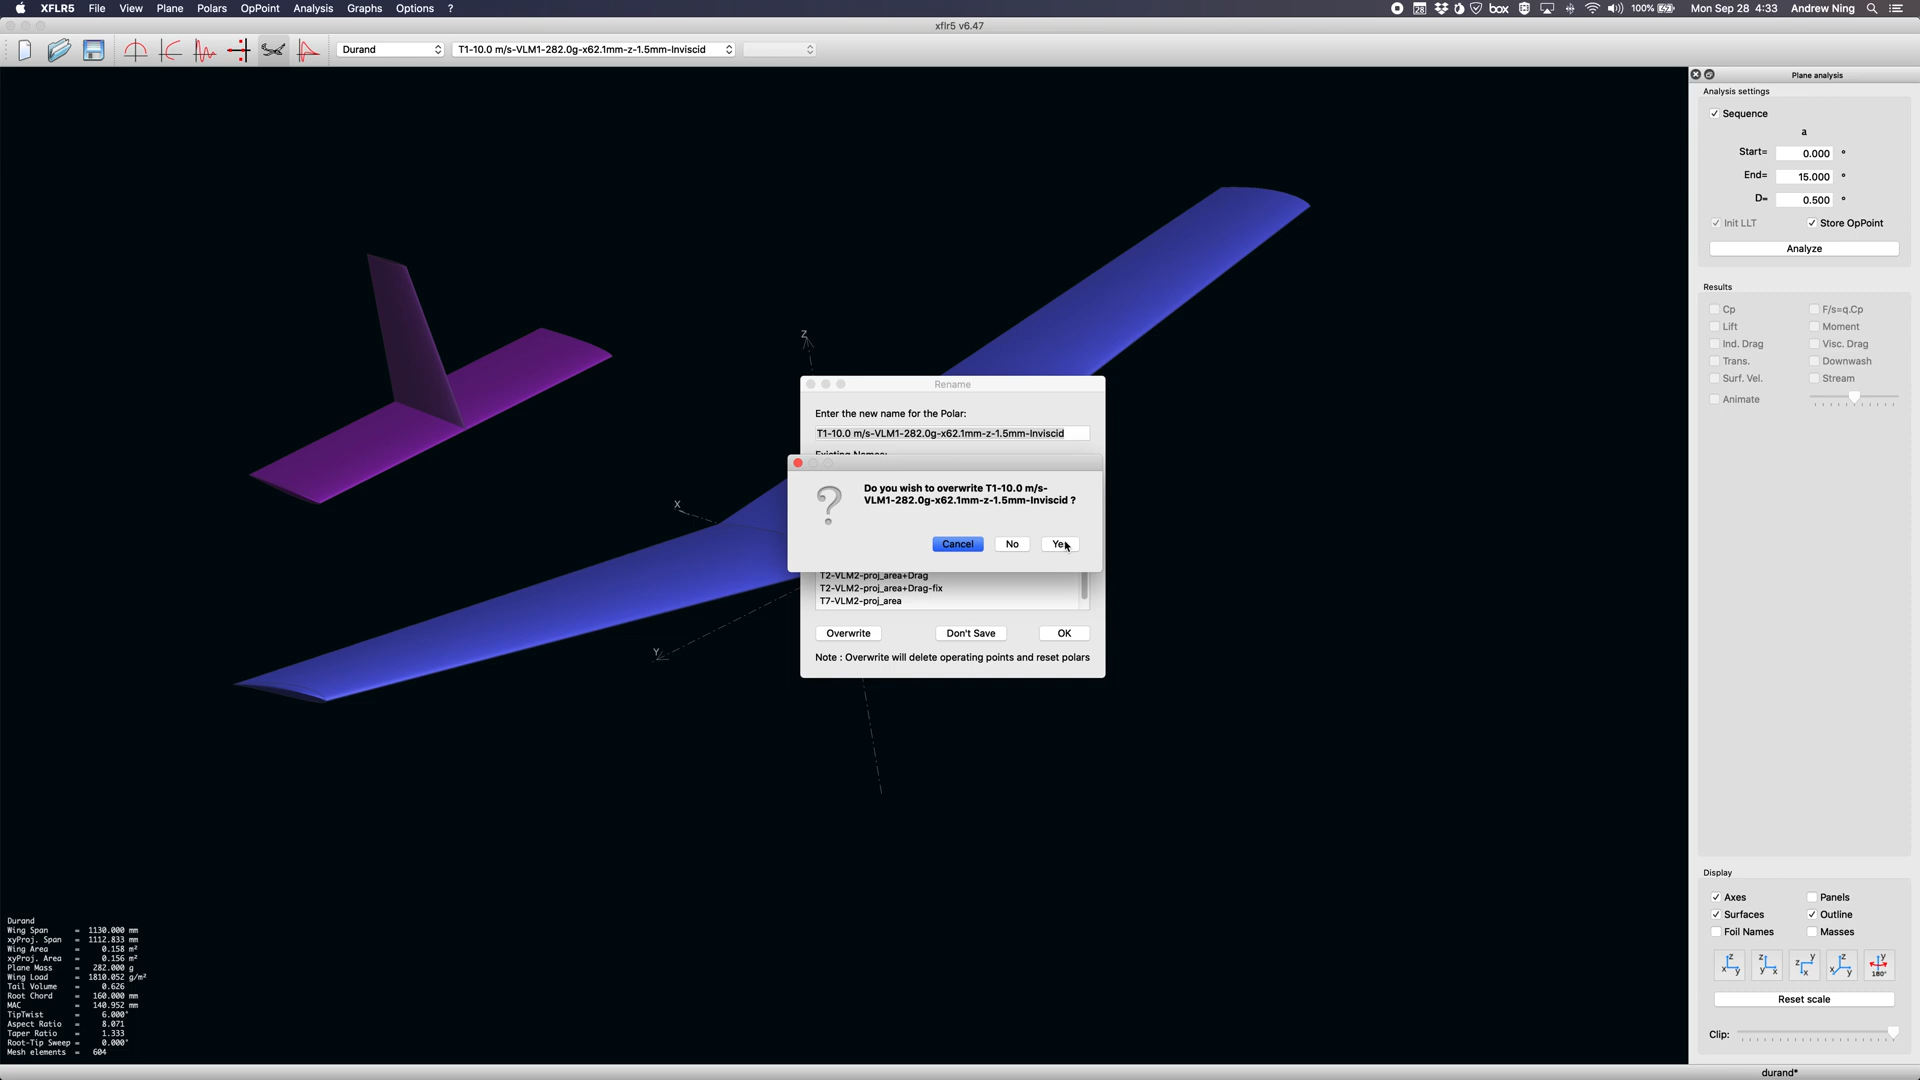 XFLR5 File View Plane Polars OpPoint Analysis Graphs Options ? 28 box 100% Mon Sep 28 4:33 Andrew Ning
xflr5 v6.47
Durand T1-10.0 m/s-VLM1-282.0g-x62.1mm-z-1.5mm-Inviscid
Plane analysis
Analysis settings
Sequence
a
Start= 0.000 °
End= 15.000 °
D= 0.500 °
Init LLT Store OpPoint
Analyze
Results
Cp F/s=q.Cp
Lift Moment
Ind. Drag Visc. Drag
Trans. Downwash
Surf. Vel. Stream
Animate
Z
X
Y
Rename
Enter the new name for the Polar:
T1-10.0 m/s-VLM1-282.0g-x62.1mm-z-1.5mm-Inviscid
Existing Names:
Do you wish to overwrite T1-10.0 m/s-
VLM1-282.0g-x62.1mm-z-1.5mm-Inviscid ?
Cancel No Yes
T2-VLM2-proj_area+Drag
T2-VLM2-proj_area+Drag-fix
T7-VLM2-proj_area
Overwrite Don't Save OK
Note : Overwrite will delete operating points and reset polars
Display
Axes Panels
Surfaces Outline
Foil Names Masses
z x y z y x z y x z x y y 180°
Reset scale
Clip:
Durand
Wing Span = 1130.000 mm
xyProj. Span = 1112.833 mm
Wing Area = 0.158 m²
xyProj. Area = 0.156 m²
Plane Mass = 282.000 g
Wing Load = 1810.052 g/m²
Tail Volume = 0.626
Root Chord = 160.000 mm
MAC = 140.952 mm
TipTwist = 6.000°
Aspect Ratio = 8.071
Taper Ratio = 1.333
Root-Tip Sweep = 0.000°
Mesh elements = 604
durand*